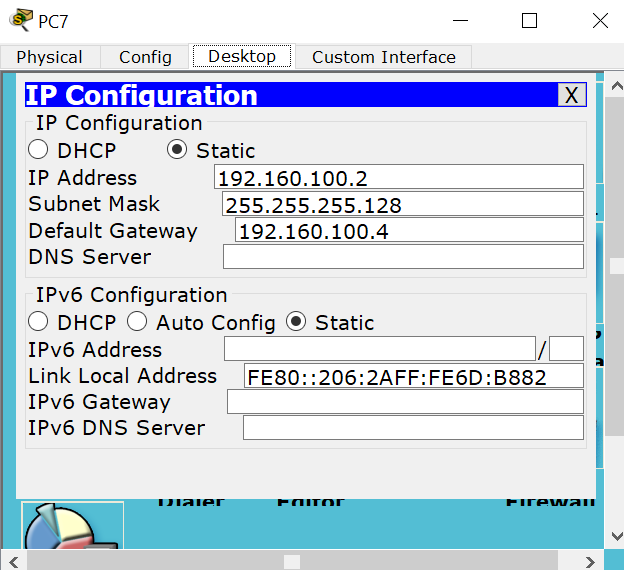 PC7
Physical Config Desktop Custom Interface
IP Configuration X
IP Configuration
DHCP Static
IP Address 192.160.100.2
Subnet Mask 255.255.255.128
Default Gateway 192.160.100.4
DNS Server
IPv6 Configuration
DHCP Auto Config Static
IPv6 Address /
Link Local Address FE80::206:2AFF:FE6D:B882
IPv6 Gateway
IPv6 DNS Server
Dialer Editor Firewall